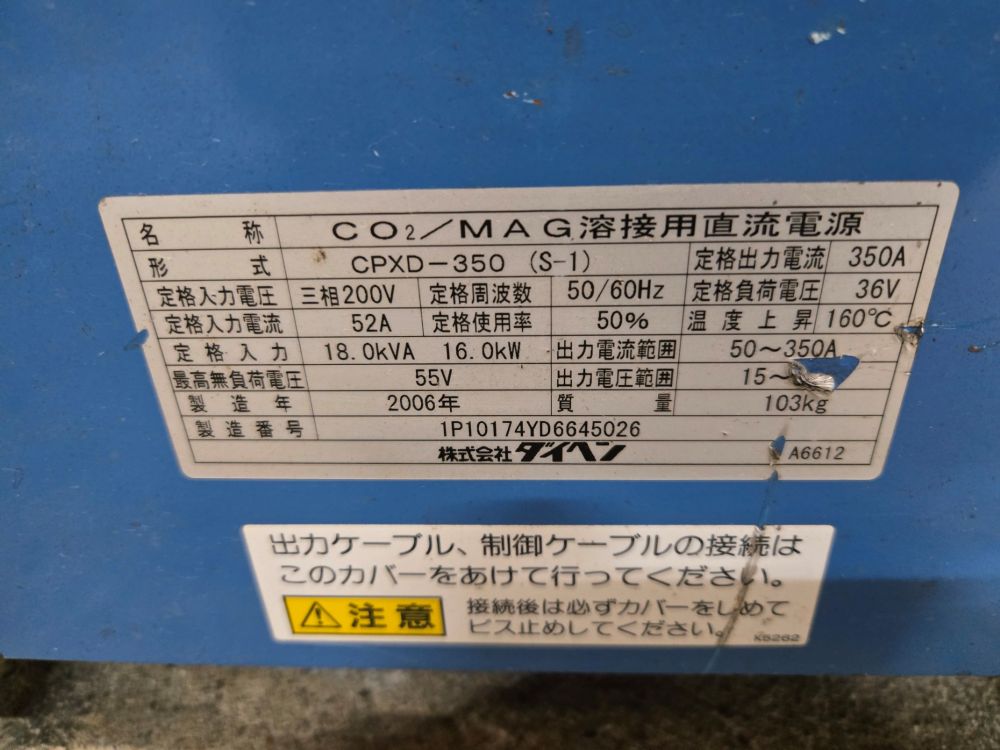 名称 CO₂/MAG溶接用直流電源
形式 CPXD-350 (S-1) 定格出力電流 350A
定格入力電圧 三相200V 定格周波数 50/60Hz 定格負荷電圧 36V
定格入力電流 52A 定格使用率 50% 温度上昇 160℃
定格入力 18.0kVA 16.0kW 出力電流範囲 50〜350A
最高無負荷電圧 55V 出力電圧範囲 15〜
製造年 2006年 質量 103kg
製造番号 1P10174YD6645026
株式会社ダイヘン A6612
出力ケーブル、制御ケーブルの接続は
このカバーをあけて行ってください。
注意 接続後は必ずカバーをしめて
ビス止めしてください。 K5262